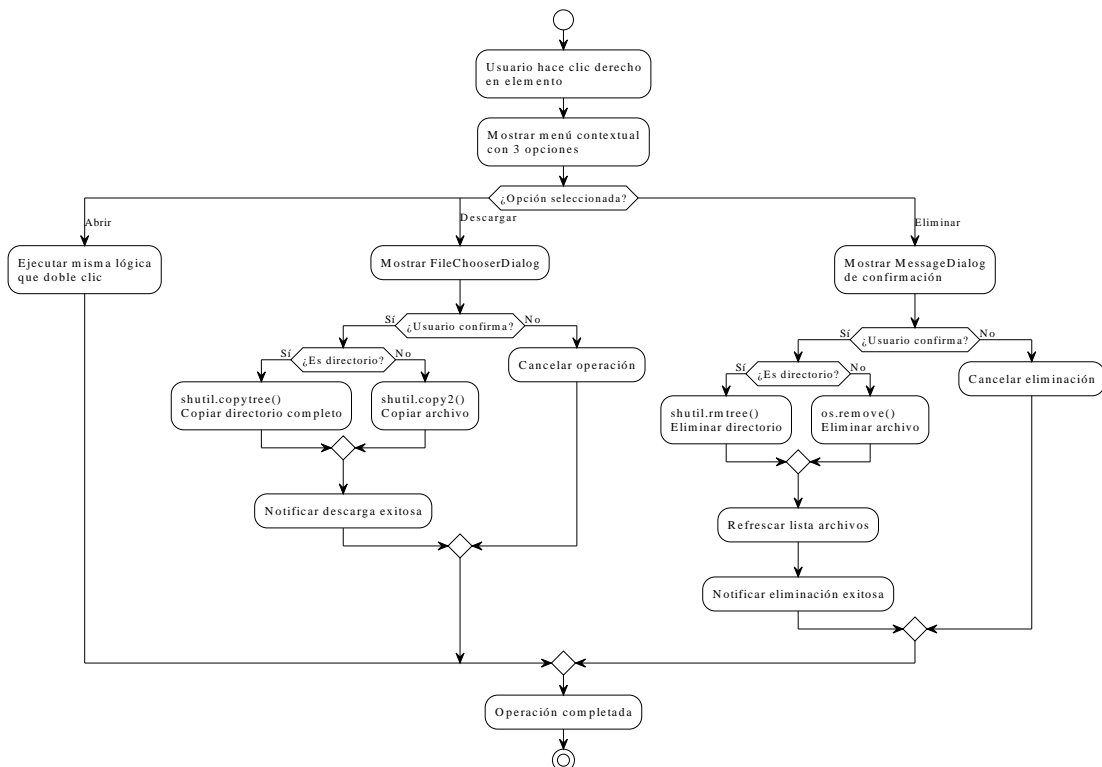 Usuario hace clic derecho
en elemento
Mostrar menú contextual
con 3 opciones
¿Opción seleccionada?
Abrir
Descargar
Eliminar
Ejecutar misma lógica
que doble clic
Mostrar FileChooserDialog
Mostrar MessageDialog
de confirmación
Sí
¿Usuario confirma?
No
Sí
¿Usuario confirma?
No
Sí
¿Es directorio?
No
Cancelar operación
Sí
¿Es directorio?
No
Cancelar eliminación
shutil.copytree()
Copiar directorio completo
shutil.copy2()
Copiar archivo
shutil.rmtree()
Eliminar directorio
os.remove()
Eliminar archivo
Notificar descarga exitosa
Refrescar lista archivos
Notificar eliminación exitosa
Operación completada